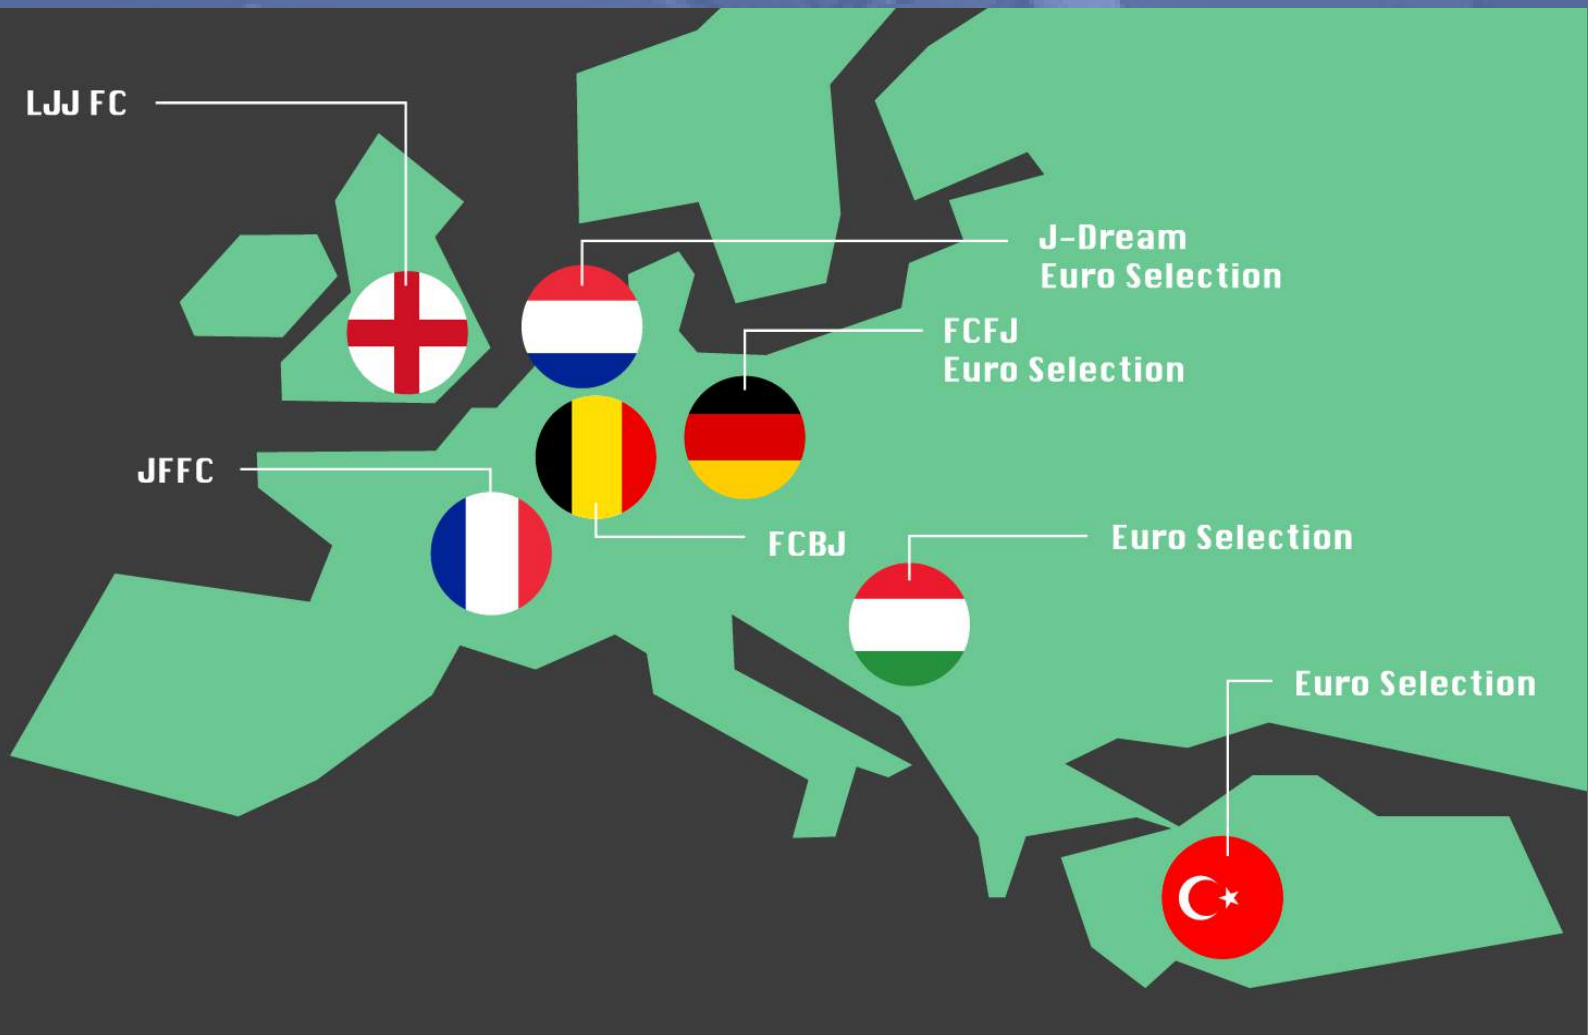 LJJ FC
J-Dream
Euro Selection
FCFJ
Euro Selection
JFFC
FCBJ
Euro Selection
Euro Selection